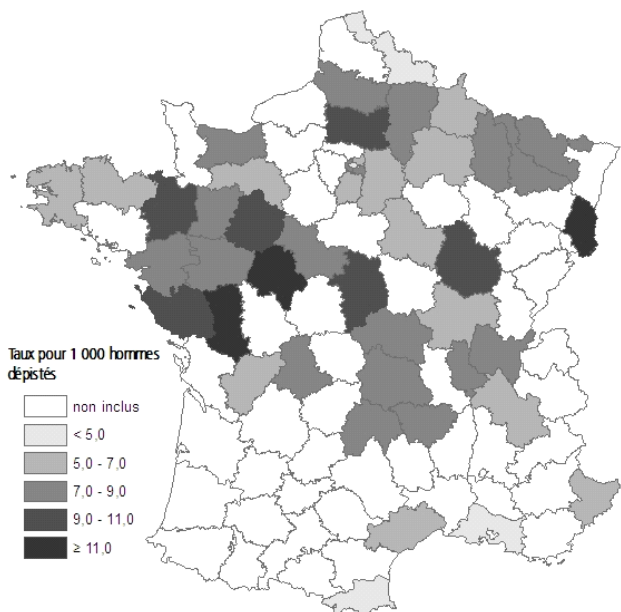 Taux pour 1 000 hommes
dépistés
non inclus
< 5,0
5,0 - 7,0
7,0 - 9,0
9,0 - 11,0
≥ 11,0